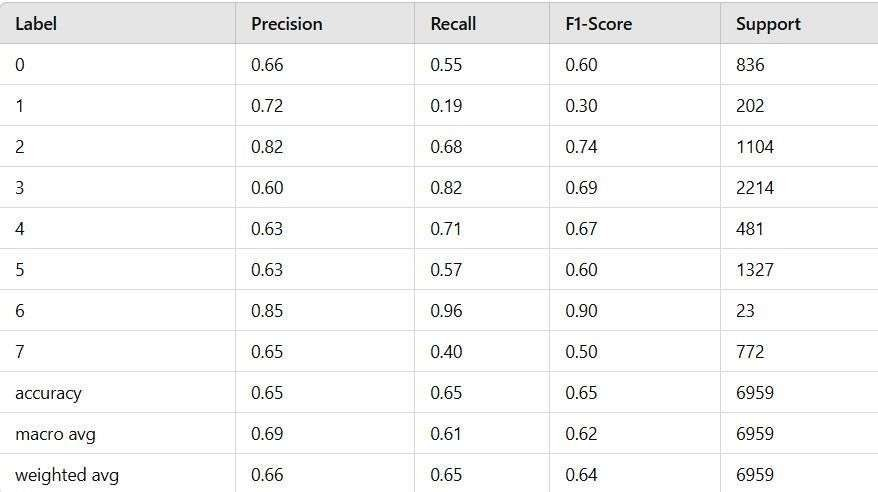 Label Precision Recall F1-Score Support
0 0.66 0.55 0.60 836
1 0.72 0.19 0.30 202
2 0.82 0.68 0.74 1104
3 0.60 0.82 0.69 2214
4 0.63 0.71 0.67 481
5 0.63 0.57 0.60 1327
6 0.85 0.96 0.90 23
7 0.65 0.40 0.50 772
accuracy 0.65 0.65 0.65 6959
macro avg 0.69 0.61 0.62 6959
weighted avg 0.66 0.65 0.64 6959